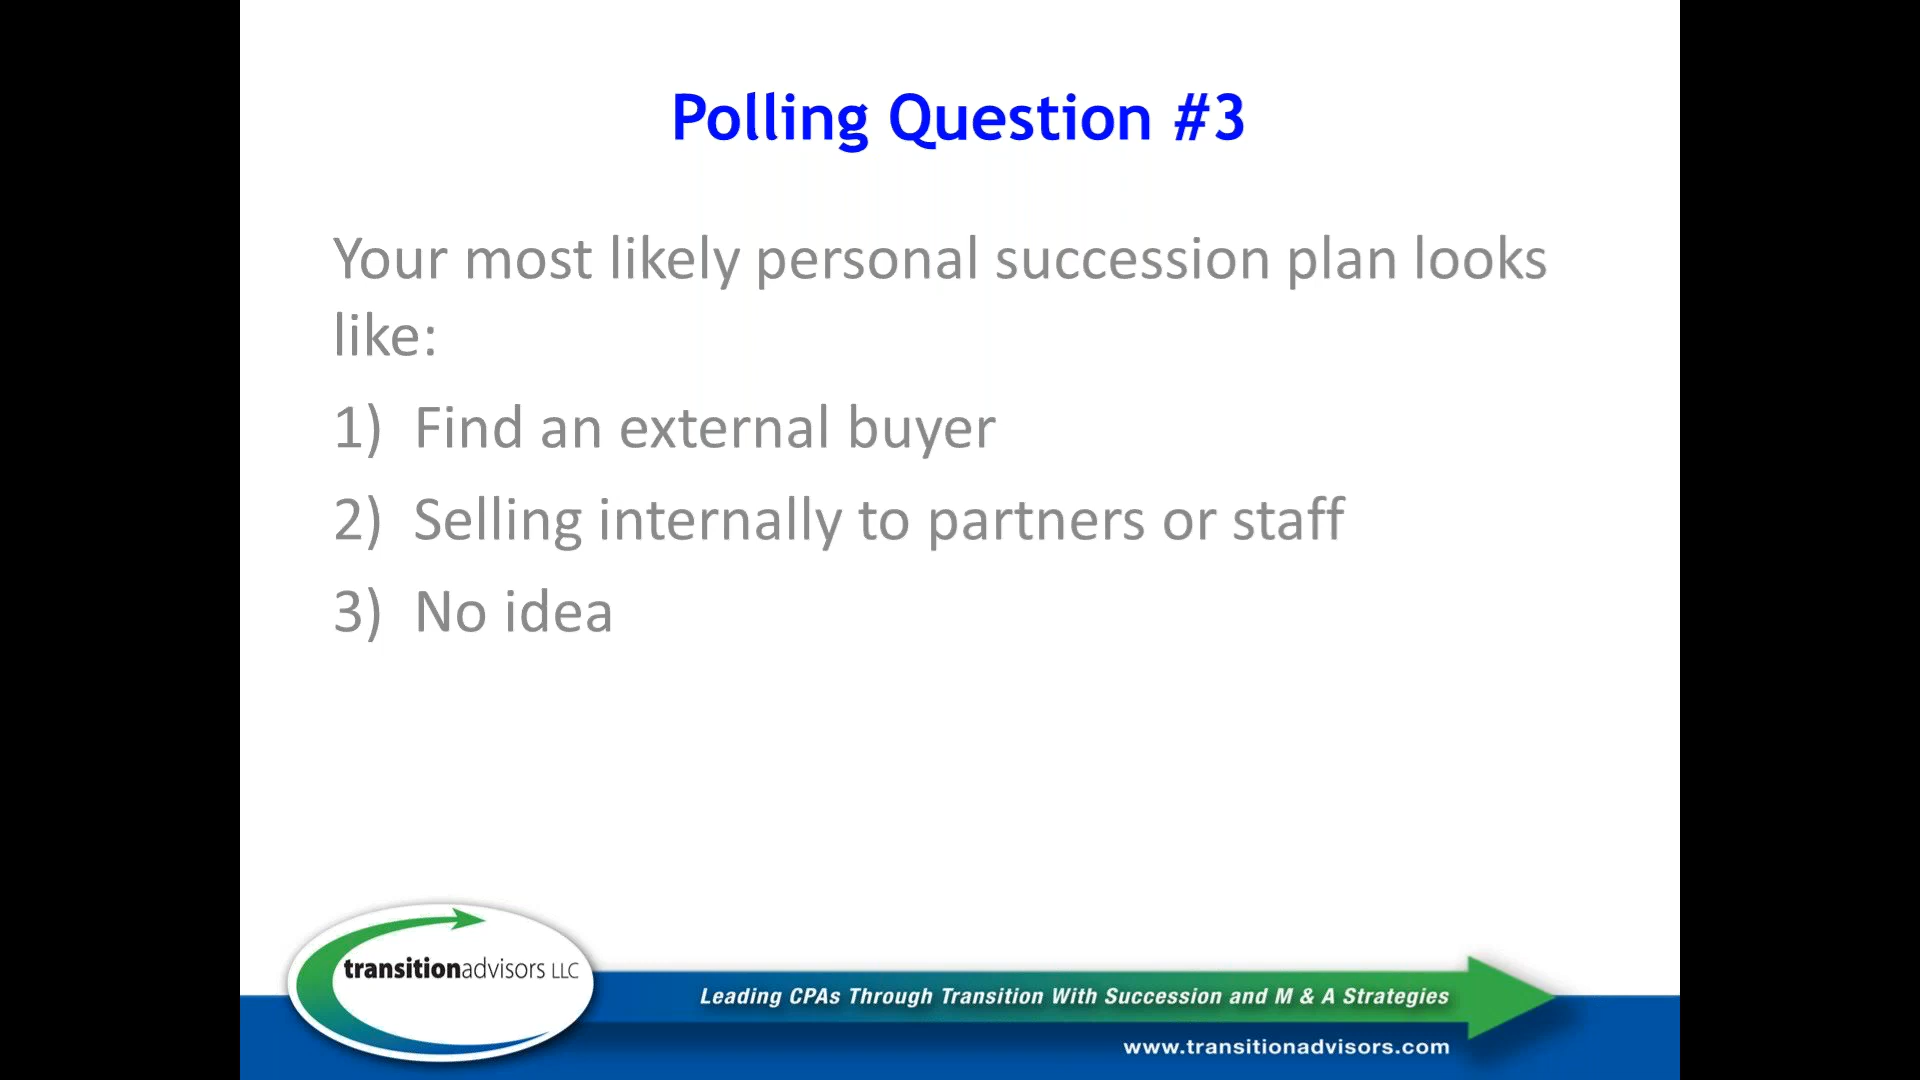 Polling Question #3
Your most likely personal succession plan looks
like:
1) Find an external buyer
2) Selling internally to partners or staff
3) No idea
transitionadvisors LLC
Leading CPAs Through Transition With Succession and M & A Strategies
www.transitionadvisors.com